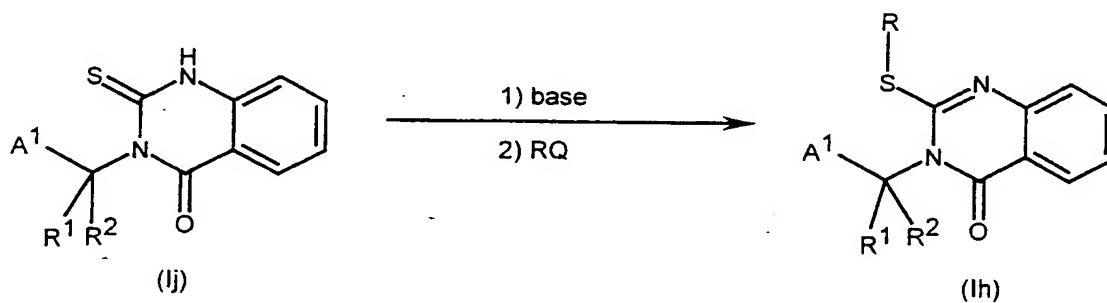 H
S N
A¹ N
R¹ R² O
(Ij)
1) base
2) RQ
R
S N
A¹ N
R¹ R² O
(Ih)